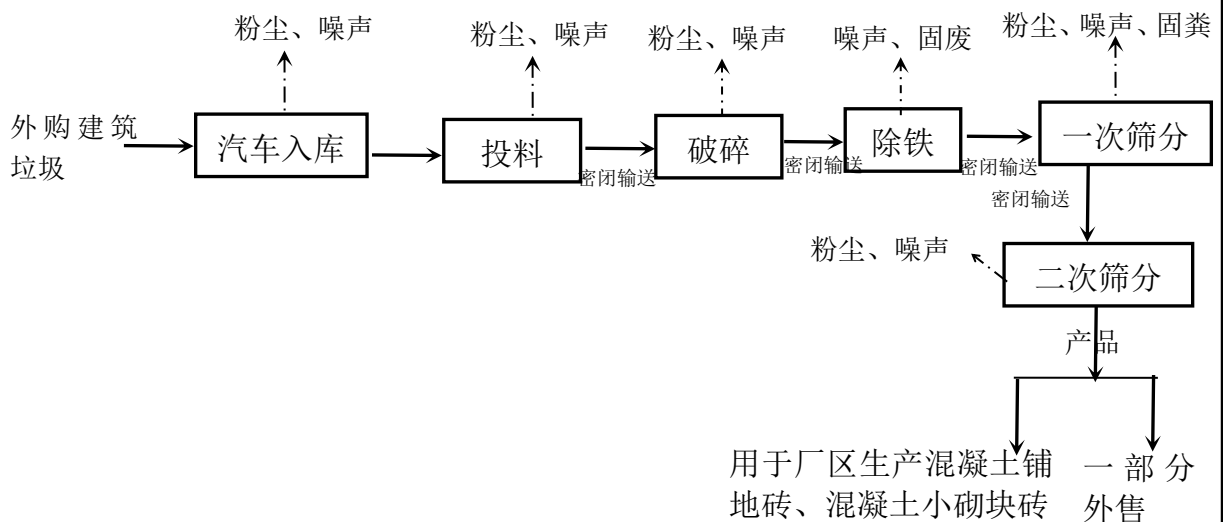 粉尘、噪声
粉尘、噪声
粉尘、噪声
噪声、固废
粉尘、噪声、固粪
外购建筑
垃圾
汽车入库
投料
密闭输送
破碎
密闭输送
除铁
密闭输送
一次筛分
密闭输送
粉尘、噪声
二次筛分
产品
用于厂区生产混凝土铺
地砖、混凝土小砌块砖
一部分
外售